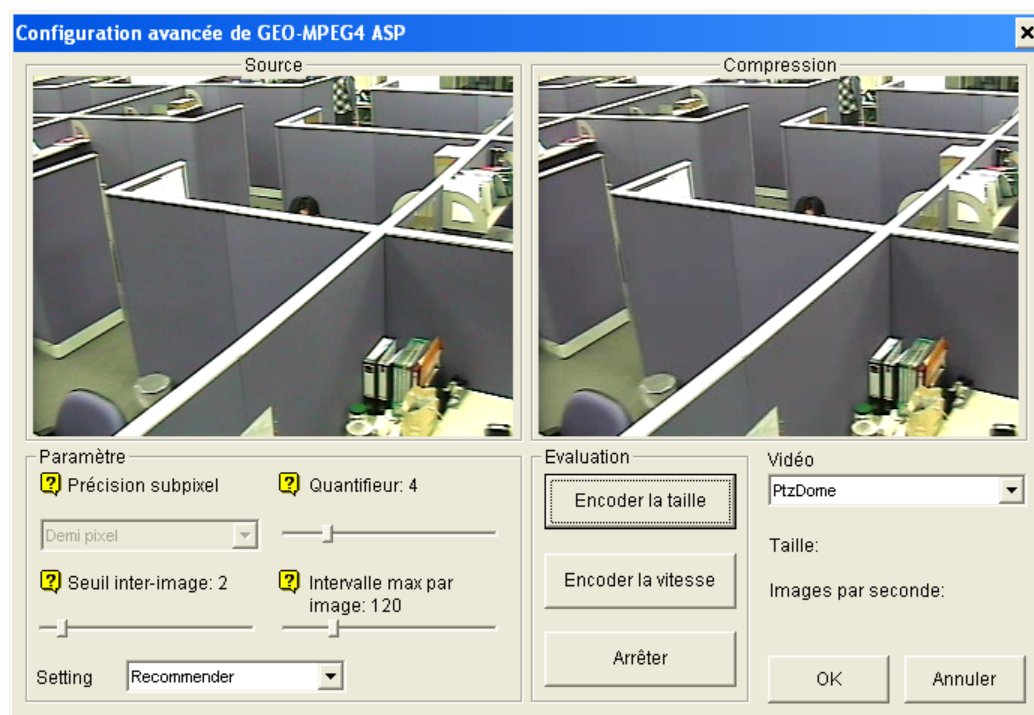 Configuration avancée de GEO-MPEG4 ASP
Source
Compression
Paramètre
Précision subpixel
Quantifieur: 4
Demi pixel
Seuil inter-image: 2
Intervalle max par
image: 120
Setting
Recommender
Evaluation
Encoder la taille
Encoder la vitesse
Arrêter
Vidéo
PtzDome
Taille:
Images par seconde:
OK
Annuler